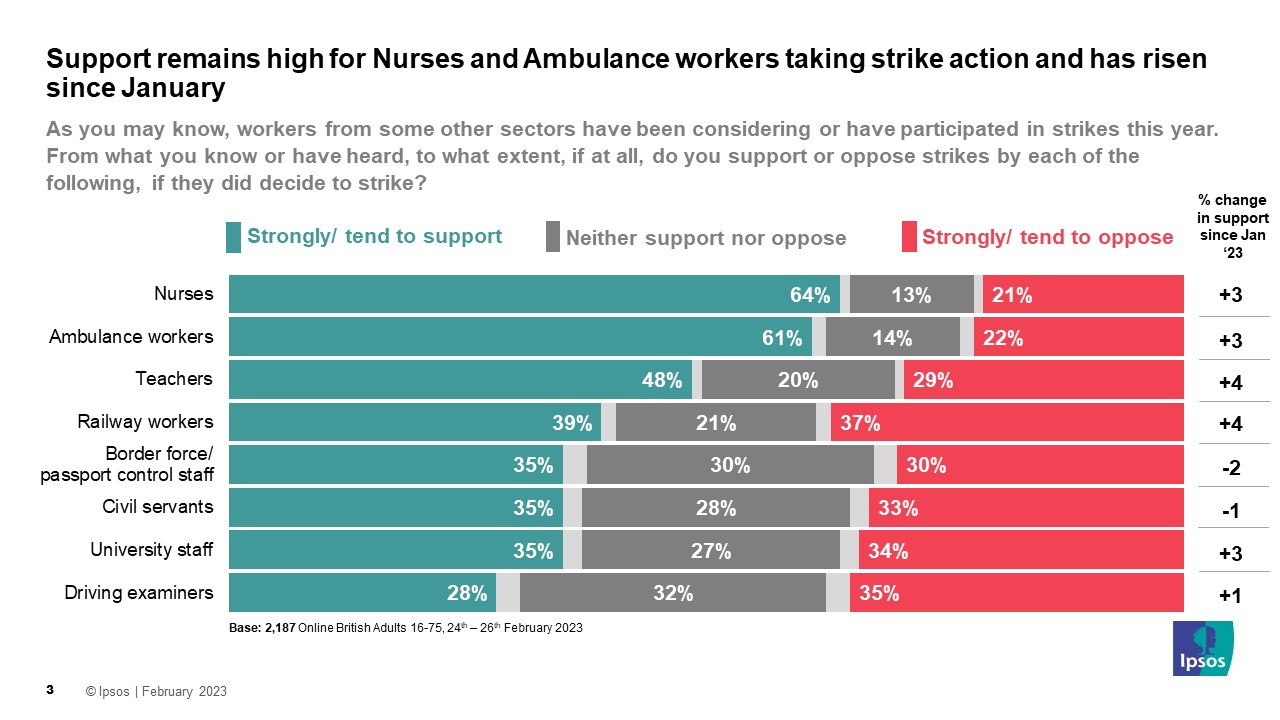 Support remains high for Nurses and Ambulance workers taking strike action and has risen
since January
As you may know, workers from some other sectors have been considering or have participated in strikes this year.
From what you know or have heard, to what extent, if at all, do you support or oppose strikes by each of the
following, if they did decide to strike?
% change
in support
since Jan
‘23
Strongly/ tend to support
Neither support nor oppose
Strongly/ tend to oppose
Nurses 64% 13% 21% +3
Ambulance workers 61% 14% 22% +3
Teachers 48% 20% 29% +4
Railway workers 39% 21% 37% +4
Border force/
passport control staff 35% 30% 30% -2
Civil servants 35% 28% 33% -1
University staff 35% 27% 34% +3
Driving examiners 28% 32% 35% +1
Base: 2,187 Online British Adults 16-75, 24th – 26th February 2023
Ipsos
3 © Ipsos | February 2023